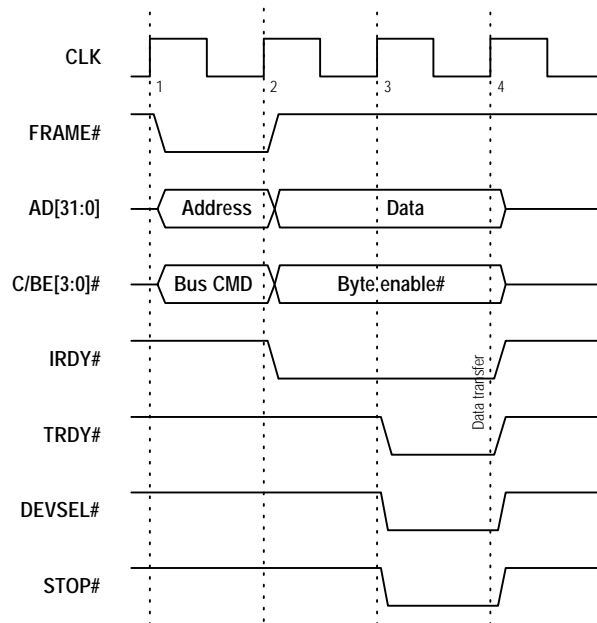 CLK
1 2 3 4
FRAME#
AD[31:0] Address Data
C/BE[3:0]# Bus CMD Byte enable#
IRDY#
Data transfer
TRDY#
DEVSEL#
STOP#